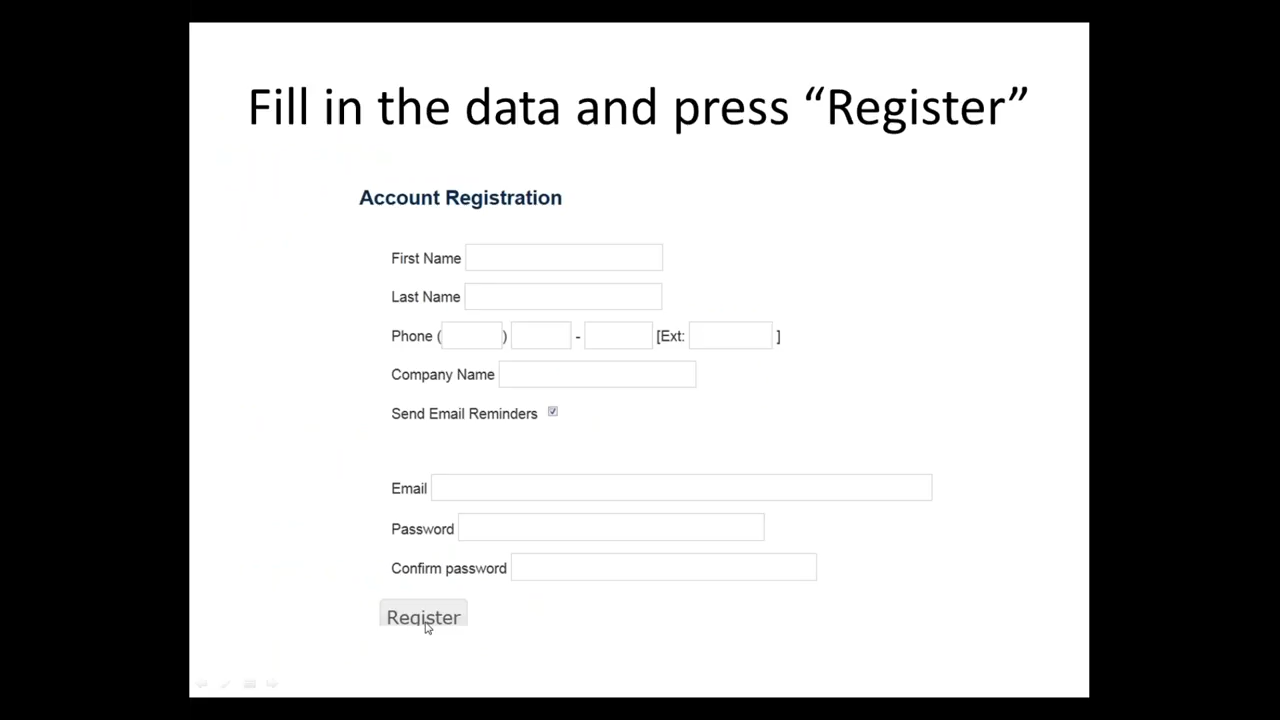 Fill in the data and press “Register”
Account Registration
First Name
Last Name
Phone ( ) - [Ext: ]
Company Name
Send Email Reminders
Email
Password
Confirm password
Register